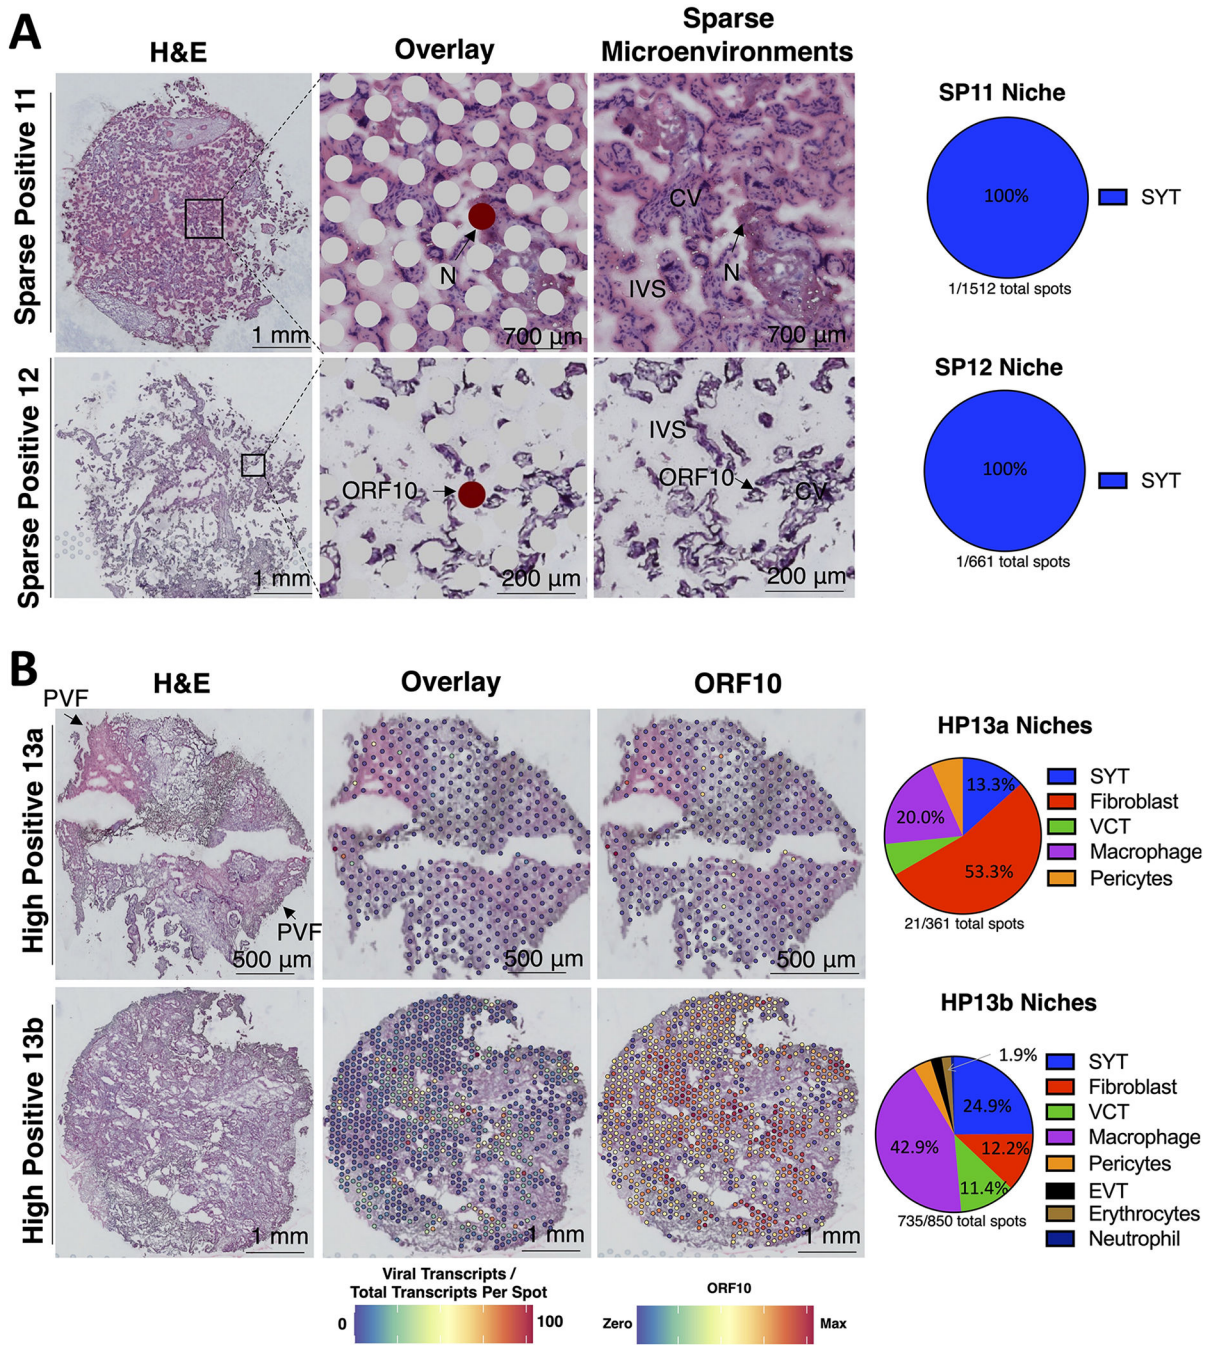 A
H&E
Overlay
Sparse
Microenvironments
Sparse Positive 11
1 mm
N
700 µm
CV
N
IVS
700 µm
SP11 Niche
100%
SYT
1/1512 total spots
Sparse Positive 12
1 mm
ORF10
200 µm
IVS
ORF10
CV
200 µm
SP12 Niche
100%
SYT
1/661 total spots
B
H&E
Overlay
ORF10
High Positive 13a
PVF
PVF
500 µm
500 µm
500 µm
HP13a Niches
13.3%
20.0%
53.3%
SYT
Fibroblast
VCT
Macrophage
Pericytes
21/361 total spots
High Positive 13b
1 mm
1 mm
1 mm
HP13b Niches
1.9%
24.9%
42.9%
12.2%
11.4%
SYT
Fibroblast
VCT
Macrophage
Pericytes
EVT
Erythrocytes
Neutrophil
735/850 total spots
Viral Transcripts /
Total Transcripts Per Spot
0
100
ORF10
Zero
Max